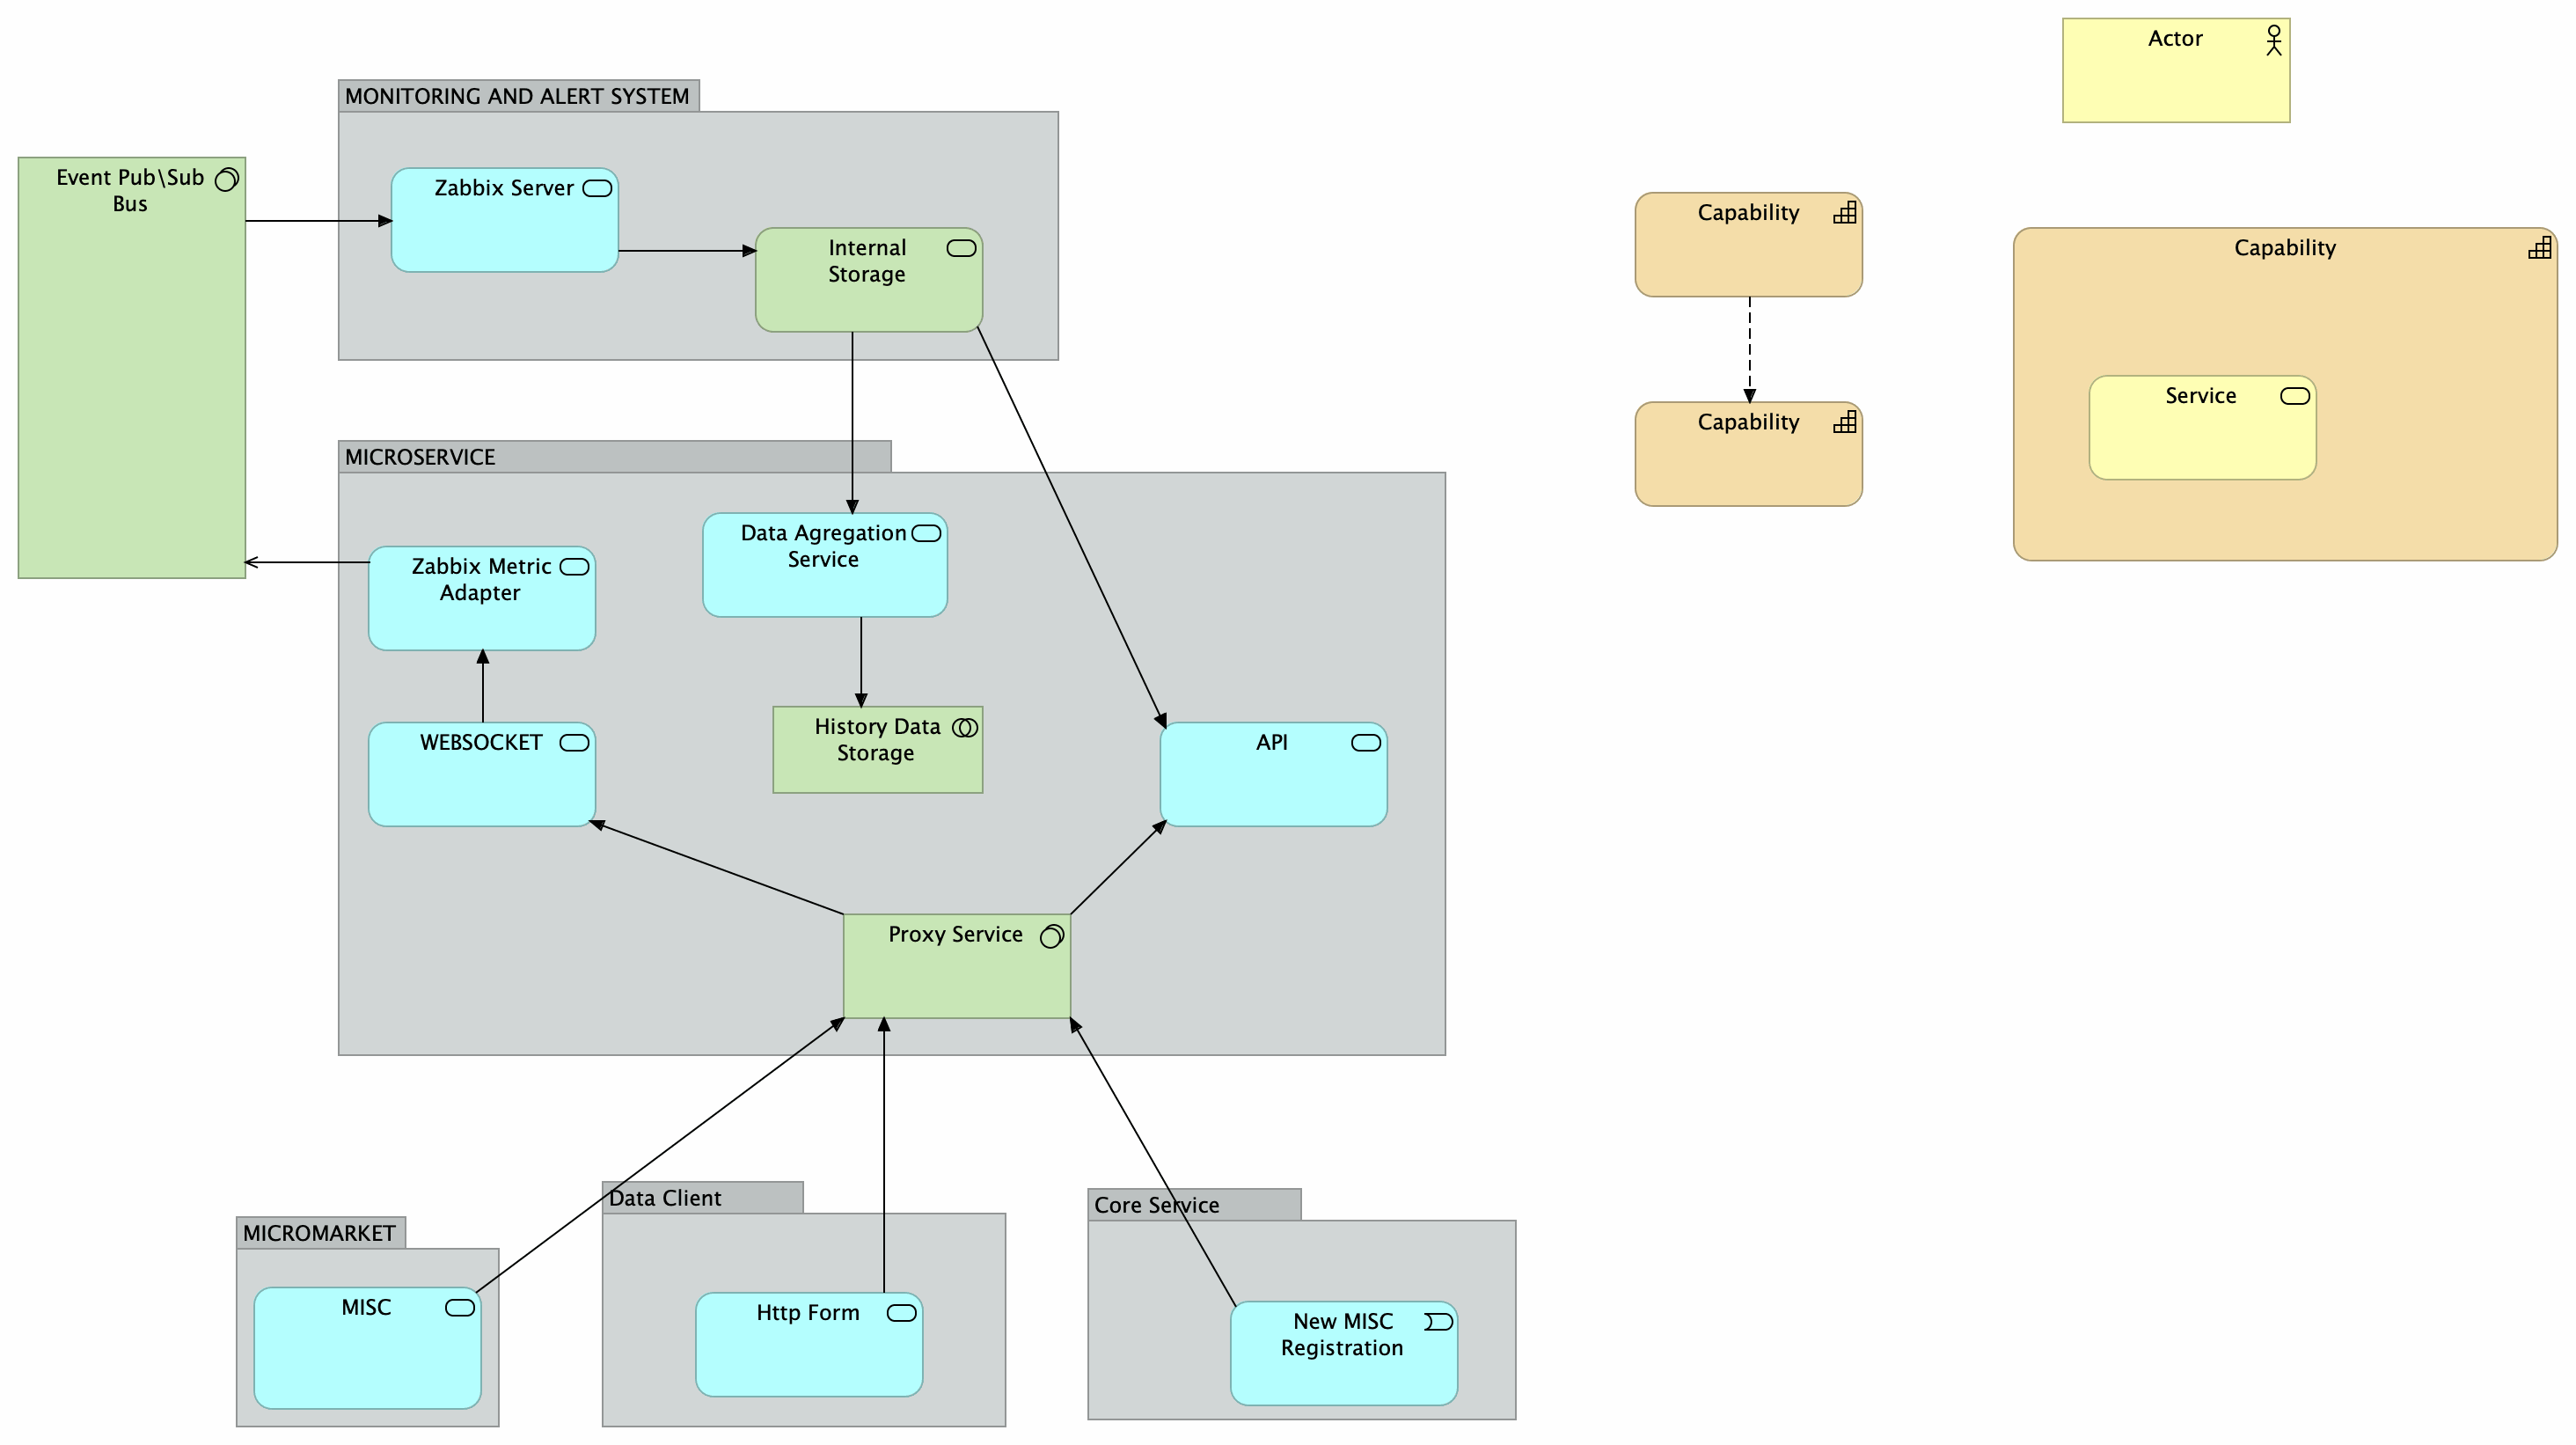 Actor
MONITORING AND ALERT SYSTEM
Event Pub\Sub
Bus
Zabbix Server
Internal
Storage
Capability
Capability
Capability
Service
MICROSERVICE
Data Agregation
Service
Zabbix Metric
Adapter
WEBSOCKET
History Data
Storage
API
Proxy Service
MICROMARKET
MISC
Data Client
Http Form
Core Service
New MISC
Registration